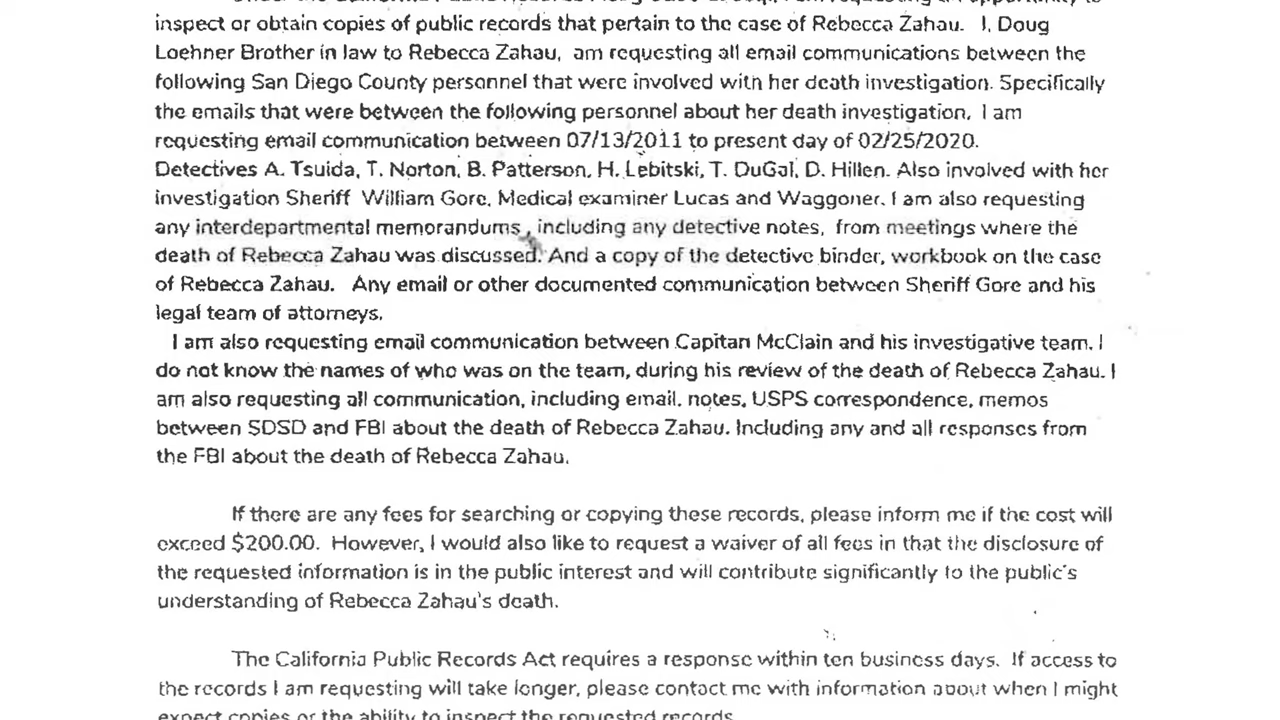 inspect or obtain copies of public records that pertain to the case of Rebecca Zahau. I, Doug
Loehner Brother in law to Rebecca Zahau, am requesting all email communications between the
following San Diego County personnel that were involved with her death investigation. Specifically
the emails that were between the following personnel about her death investigation. I am
requesting email communication between 07/13/2011 to present day of 02/25/2020.
Detectives A. Tsuida, T. Norton, B. Patterson, H. Lebitski, T. DuGal, D. Hillen. Also involved with her
investigation Sheriff William Gore, Medical examiner Lucas and Waggoner. I am also requesting
any interdepartmental memorandums, including any detective notes, from meetings where the
death of Rebecca Zahau was discussed. And a copy of the detective binder, workbook on the case
of Rebecca Zahau. Any email or other documented communication between Sheriff Gore and his
legal team of attorneys.
I am also requesting email communication between Capitan McClain and his investigative team. I
do not know the names of who was on the team, during his review of the death of Rebecca Zahau. I
am also requesting all communication, including email, notes, USPS correspondence, memos
between SDSD and FBI about the death of Rebecca Zahau. Including any and all responses from
the FBI about the death of Rebecca Zahau.
If there are any fees for searching or copying these records, please inform me if the cost will
exceed $200.00. However, I would also like to request a waiver of all fees in that the disclosure of
the requested information is in the public interest and will contribute significantly to the public's
understanding of Rebecca Zahau's death.
The California Public Records Act requires a response within ten business days. If access to
the records I am requesting will take longer, please contact me with information about when I might
expect copies or the ability to inspect the requested records.